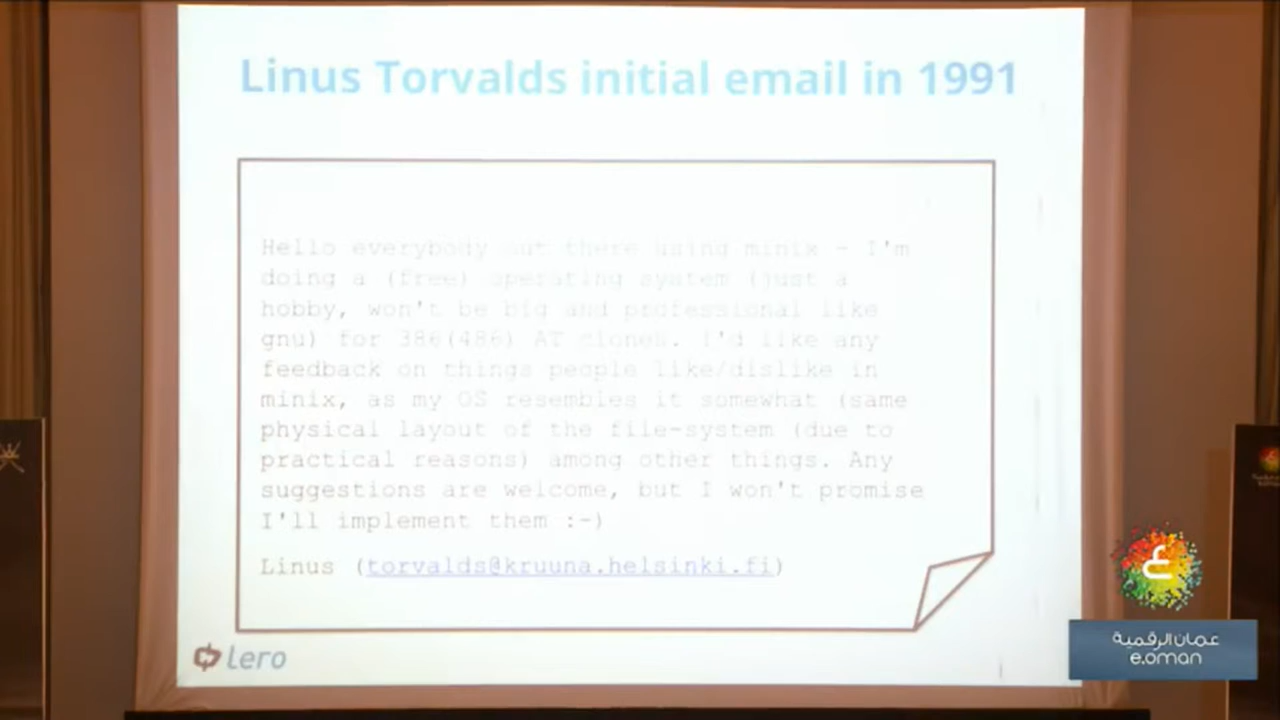 Linus Torvalds initial email in 1991
Hello everybody out there using minix - I'm
doing a (free) operating system (just a
hobby, won't be big and professional like
gnu) for 386(486) AT clones. I'd like any
feedback on things people like/dislike in
minix, as my OS resembles it somewhat (same
physical layout of the file-system (due to
practical reasons) among other things. Any
suggestions are welcome, but I won't promise
I'll implement them :-)
Linus (torvalds@kruuna.helsinki.fi)
lero
ع
عمان الرقمية
e.oman